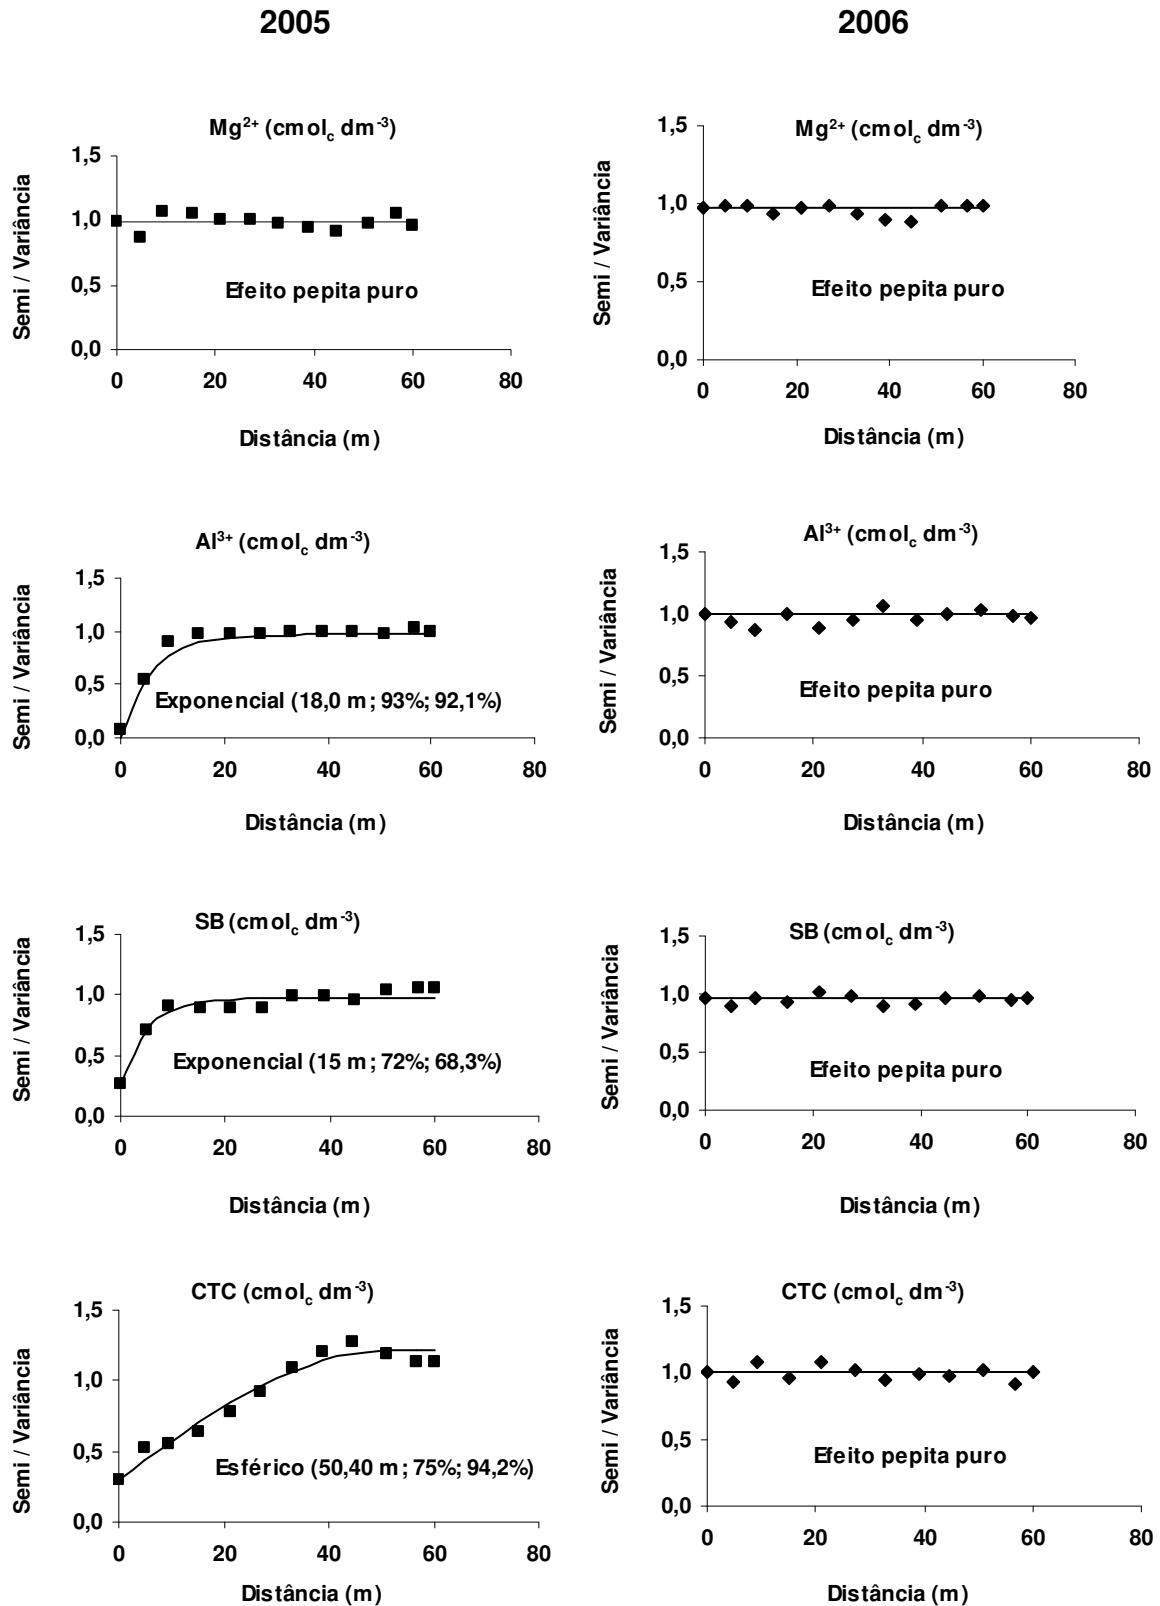 2005
2006
Mg²⁺ (cmol_c dm⁻³)
Semi / Variância
1,5
1,0
0,5
0,0
0 20 40 60 80
Efeito pepita puro
Distância (m)
Mg²⁺ (cmol_c dm⁻³)
Semi / Variância
1,5
1,0
0,5
0,0
0 20 40 60 80
Efeito pepita puro
Distância (m)
Al³⁺ (cmol_c dm⁻³)
Semi / Variância
1,5
1,0
0,5
0,0
0 20 40 60 80
Exponencial (18,0 m; 93%; 92,1%)
Distância (m)
Al³⁺ (cmol_c dm⁻³)
Semi / Variância
1,5
1,0
0,5
0,0
0 20 40 60 80
Efeito pepita puro
Distância (m)
SB (cmol_c dm⁻³)
Semi / Variância
1,5
1,0
0,5
0,0
0 20 40 60 80
Exponencial (15 m; 72%; 68,3%)
Distância (m)
SB (cmol_c dm⁻³)
Semi / Variância
1,5
1,0
0,5
0,0
0 20 40 60 80
Efeito pepita puro
Distância (m)
CTC (cmol_c dm⁻³)
Semi / Variância
1,5
1,0
0,5
0,0
0 20 40 60 80
Esférico (50,40 m; 75%; 94,2%)
Distância (m)
CTC (cmol_c dm⁻³)
Semi / Variância
1,5
1,0
0,5
0,0
0 20 40 60 80
Efeito pepita puro
Distância (m)